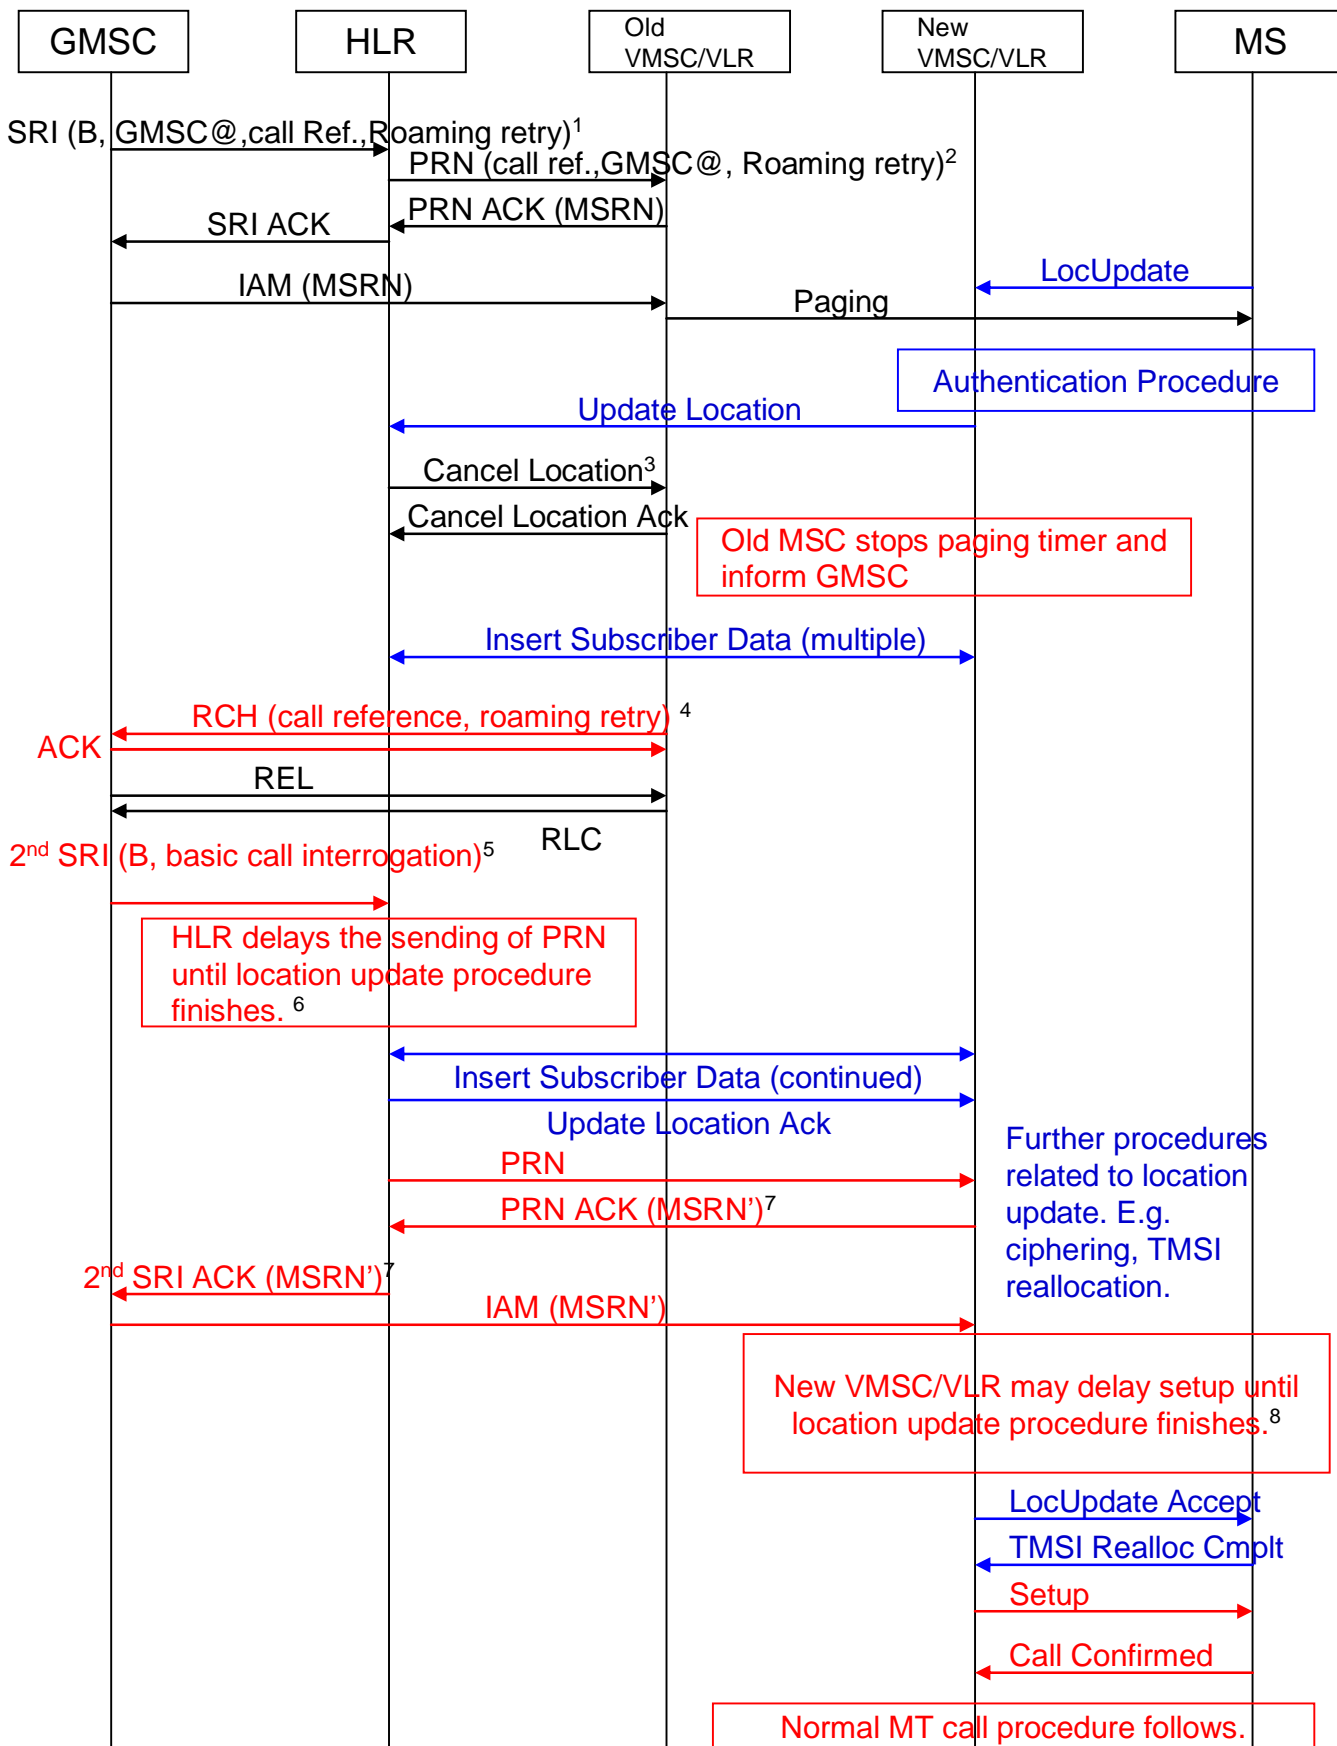 GMSC
HLR
Old
VMSC/VLR
New
VMSC/VLR
MS
SRI (B, GMSC@,call Ref.,Roaming retry)1
PRN (call ref.,GMSC@, Roaming retry)2
PRN ACK (MSRN)
SRI ACK
LocUpdate
IAM (MSRN)
Paging
Authentication Procedure
Update Location
Cancel Location3
Cancel Location Ack
Old MSC stops paging timer and
inform GMSC
Insert Subscriber Data (multiple)
RCH (call reference, roaming retry) 4
ACK
REL
RLC
2nd SRI (B, basic call interrogation)5
HLR delays the sending of PRN
until location update procedure
finishes. 6
Insert Subscriber Data (continued)
Update Location Ack
Further procedures
related to location
update. E.g.
ciphering, TMSI
reallocation.
PRN
PRN ACK (MSRN')7
2nd SRI ACK (MSRN')7
IAM (MSRN')
New VMSC/VLR may delay setup until
location update procedure finishes.8
LocUpdate Accept
TMSI Realloc Cmplt
Setup
Call Confirmed
Normal MT call procedure follows.